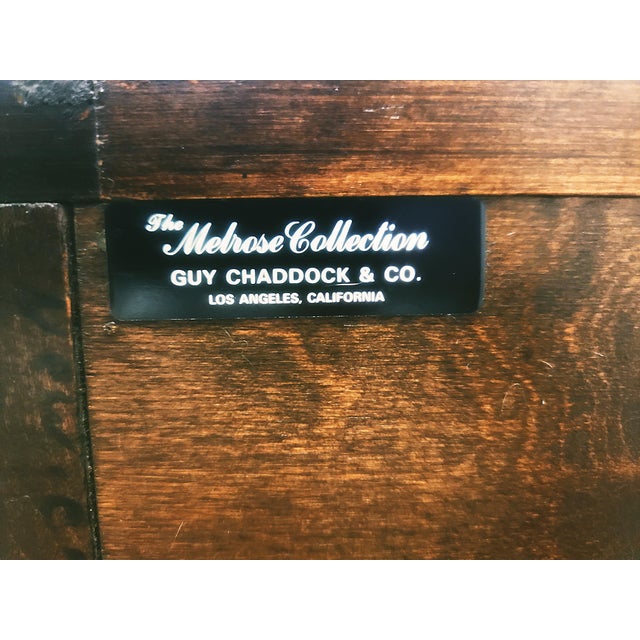 The
Melrose Collection
GUY CHADDOCK & CO.
LOS ANGELES, CALIFORNIA